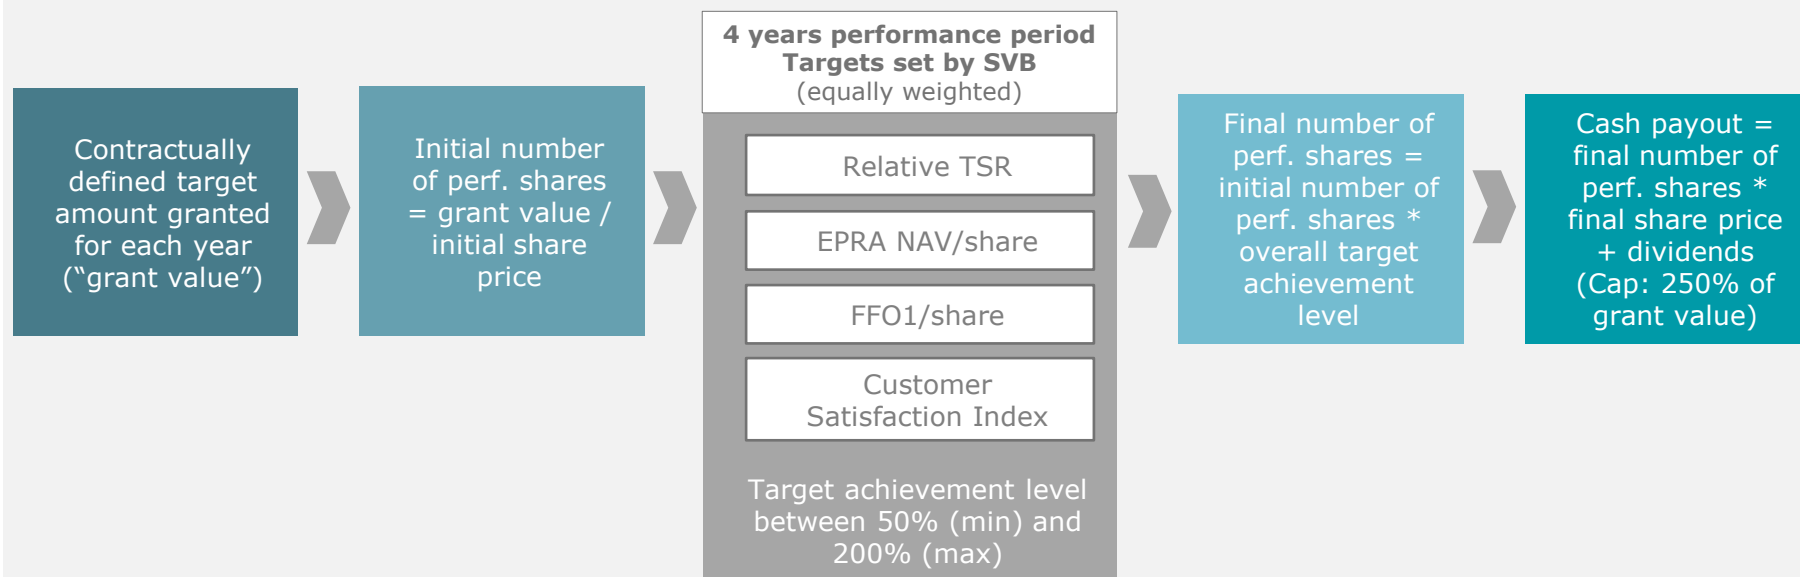 Contractually
defined target
amount granted
for each year
(“grant value”)
Initial number
of perf. shares
= grant value /
initial share
price
4 years performance period
Targets set by SVB
(equally weighted)
Relative TSR
EPRA NAV/share
FFO1/share
Customer
Satisfaction Index
Target achievement level
between 50% (min) and
200% (max)
Final number of
perf. shares =
initial number of
perf. shares *
overall target
achievement
level
Cash payout =
final number of
perf. shares *
final share price
+ dividends
(Cap: 250% of
grant value)